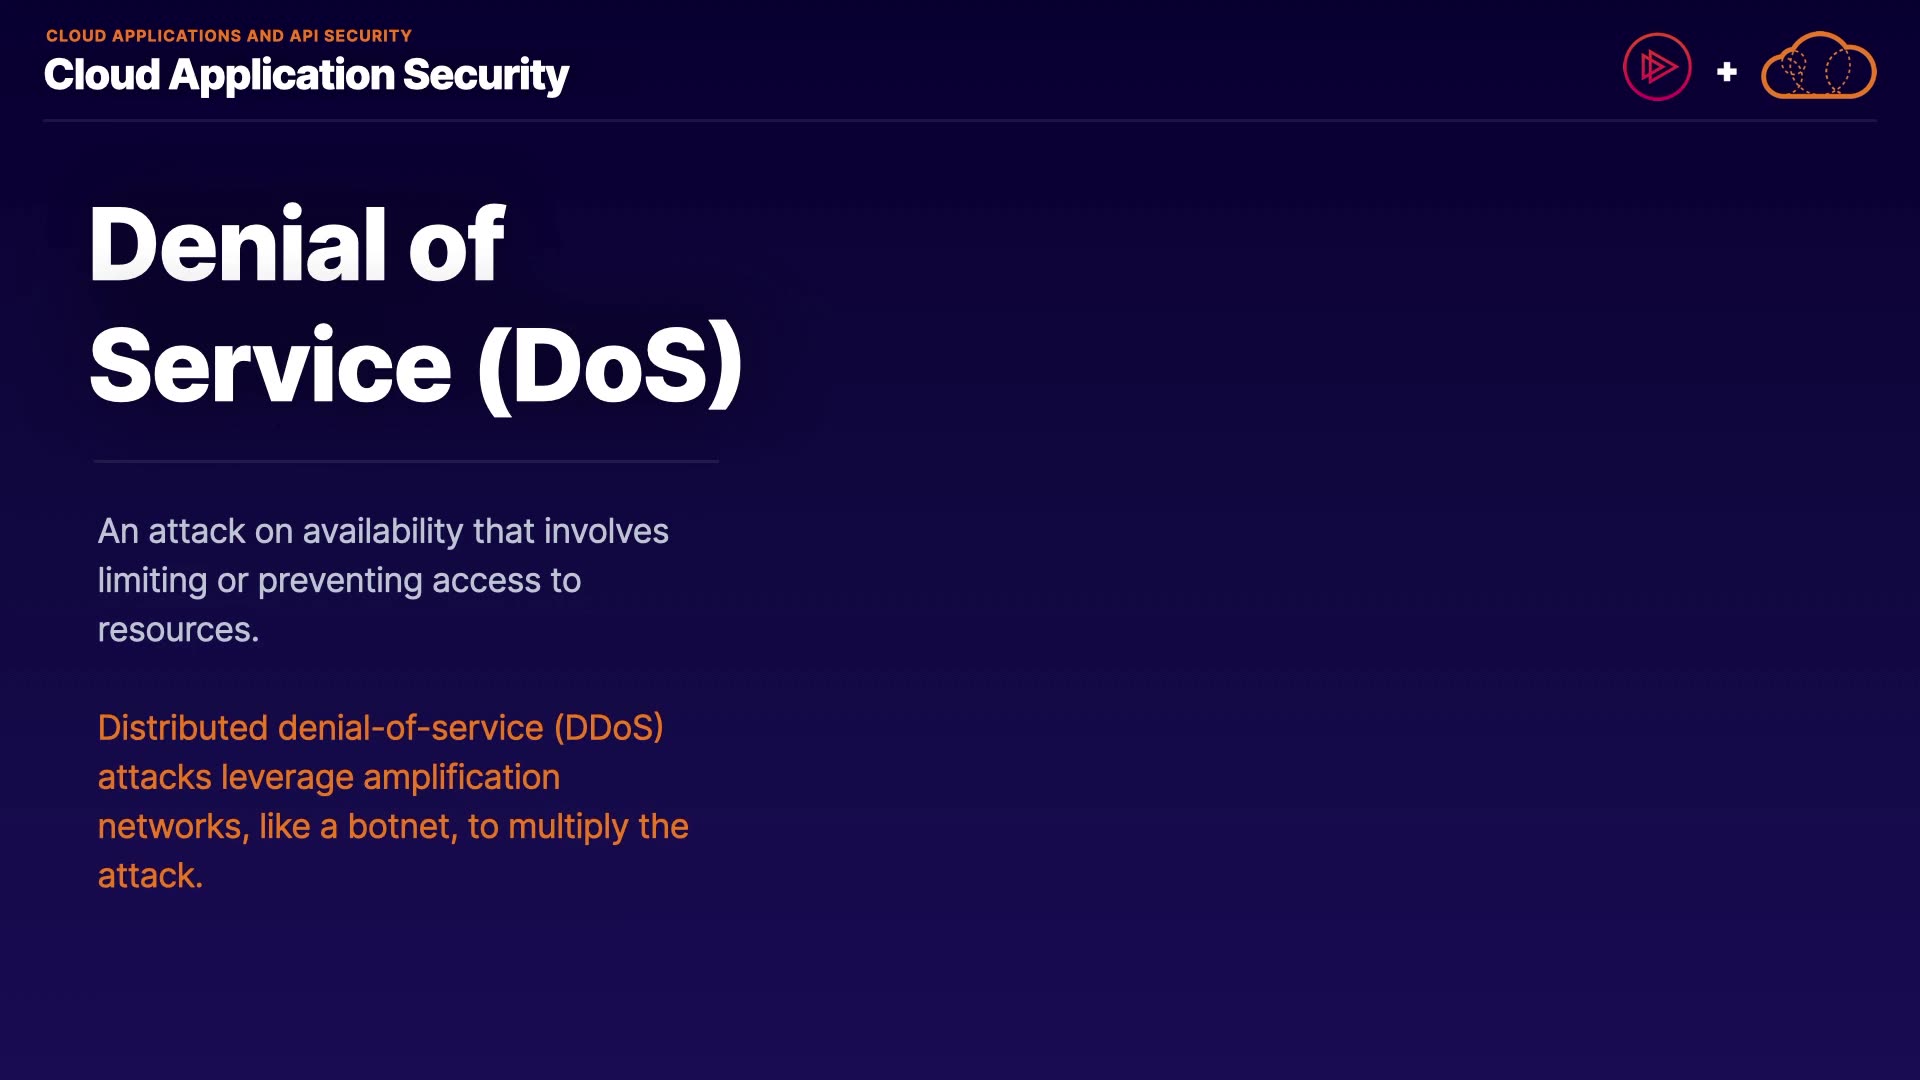 CLOUD APPLICATIONS AND API SECURITY
Cloud Application Security
+
Denial of
Service (DoS)
An attack on availability that involves
limiting or preventing access to
resources.
Distributed denial-of-service (DDoS)
attacks leverage amplification
networks, like a botnet, to multiply the
attack.